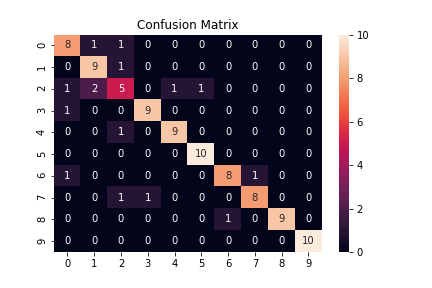 Confusion Matrix
0 8 1 1 0 0 0 0 0 0 0
1 0 9 1 0 0 0 0 0 0 0
2 1 2 5 0 1 1 0 0 0 0
3 1 0 0 9 0 0 0 0 0 0
4 0 0 1 0 9 0 0 0 0 0
5 0 0 0 0 0 10 0 0 0 0
6 1 0 0 0 0 0 8 1 0 0
7 0 0 1 1 0 0 0 8 0 0
8 0 0 0 0 0 0 1 0 9 0
9 0 0 0 0 0 0 0 0 0 10
0 1 2 3 4 5 6 7 8 9
10
8
6
4
2
0